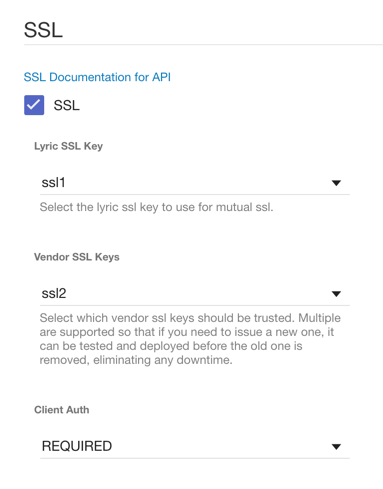 SSL
SSL Documentation for API
SSL
Lyric SSL Key
ssl1
Select the lyric ssl key to use for mutual ssl.
Vendor SSL Keys
ssl2
Select which vendor ssl keys should be trusted. Multiple
are supported so that if you need to issue a new one, it
can be tested and deployed before the old one is
removed, eliminating any downtime.
Client Auth
REQUIRED